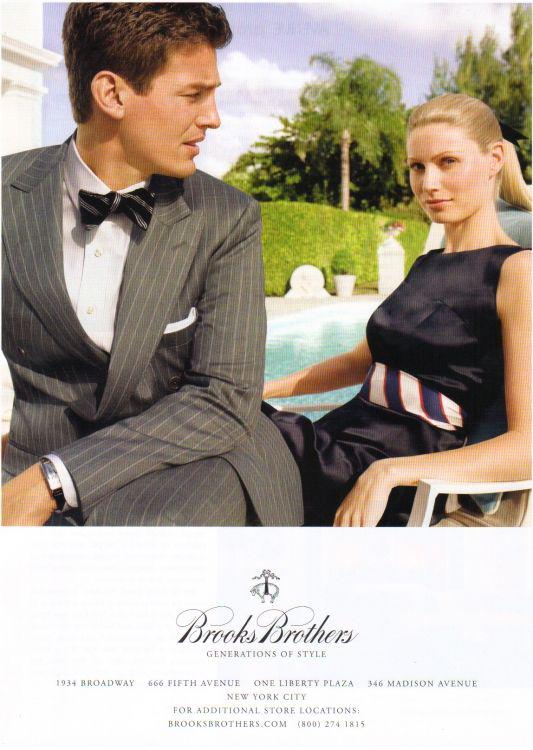 Brooks Brothers
GENERATIONS OF STYLE
1934 BROADWAY 666 FIFTH AVENUE ONE LIBERTY PLAZA 346 MADISON AVENUE
NEW YORK CITY
FOR ADDITIONAL STORE LOCATIONS:
BROOKSBROTHERS.COM (800) 274 1815